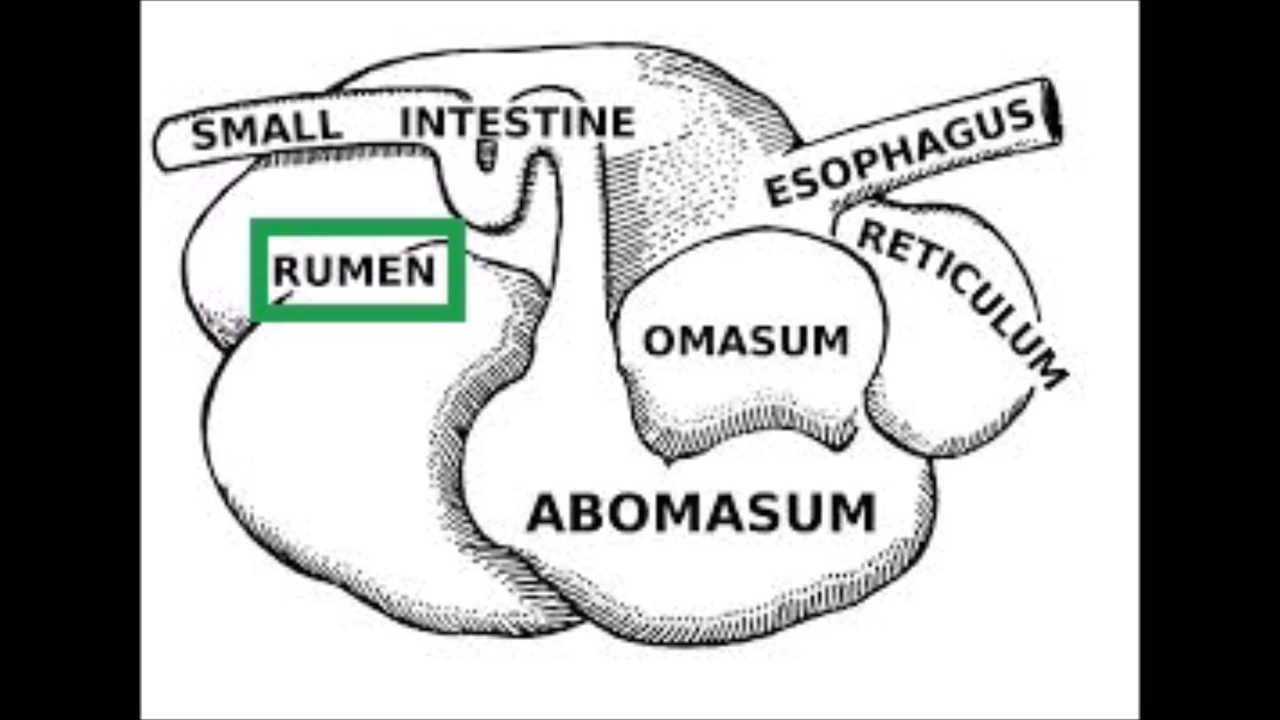 SMALL INTESTINE
ESOPHAGUS
RUMEN
RETICULUM
OMASUM
ABOMASUM